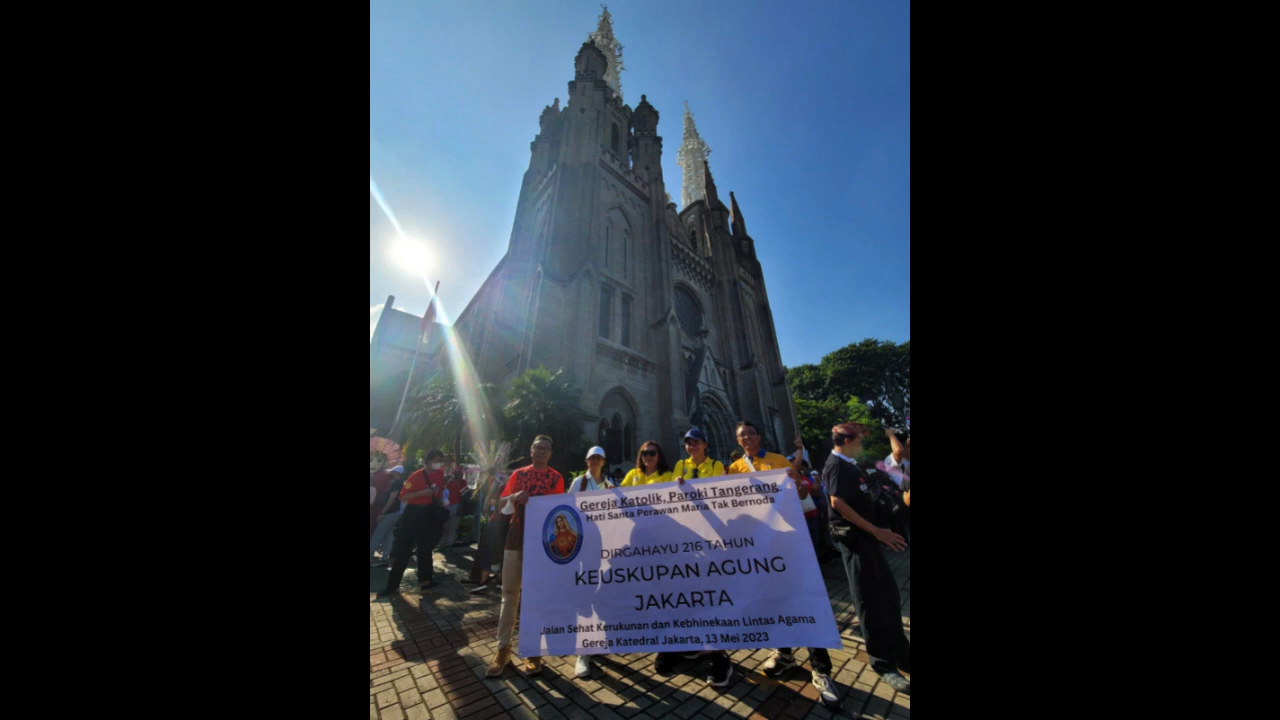 Gereja Katolik, Paroki Tangerang
Hati Santa Perawan Maria Tak Bernoda
DIRGAHAYU 216 TAHUN
KEUSKUPAN AGUNG
JAKARTA
Jalan Sehat Kerukunan dan Kebhinekaan Lintas Agama
Gereja Katedral Jakarta, 13 Mei 2023